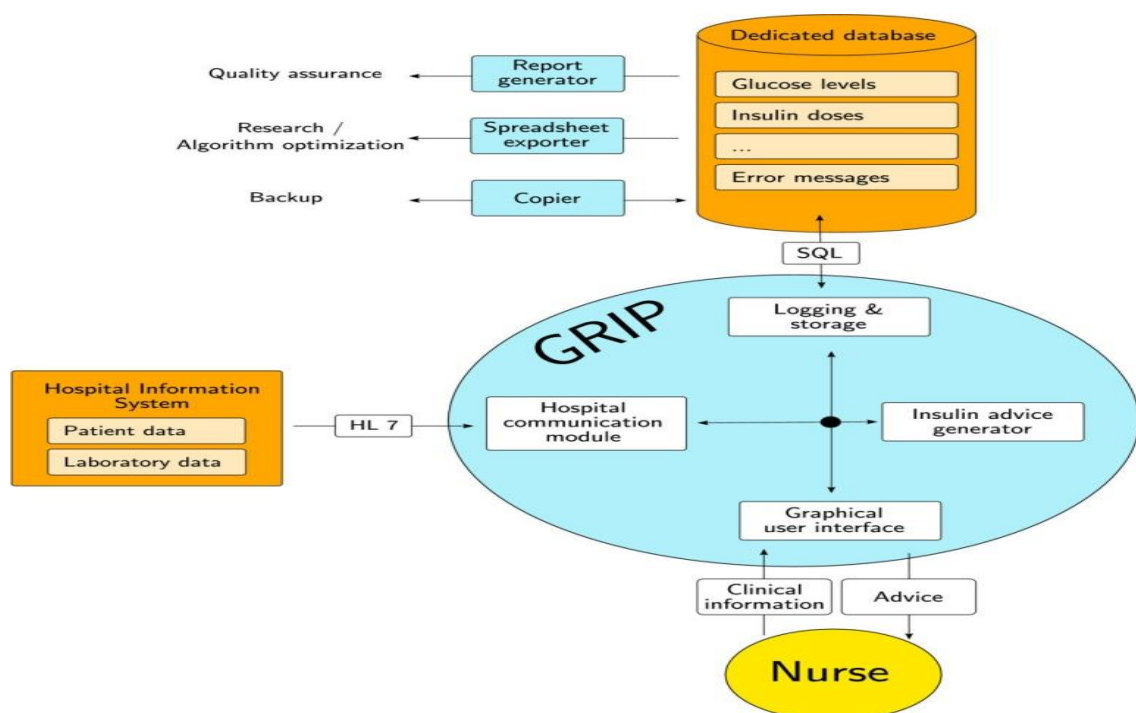 Dedicated database
Glucose levels
Insulin doses
...
Error messages
Quality assurance
Report
generator
Research /
Algorithm optimization
Spreadsheet
exporter
Backup
Copier
SQL
GRIP
Logging &
storage
Hospital Information
System
Patient data
Laboratory data
HL 7
Hospital
communication
module
Insulin advice
generator
Graphical
user interface
Clinical
information
Advice
Nurse